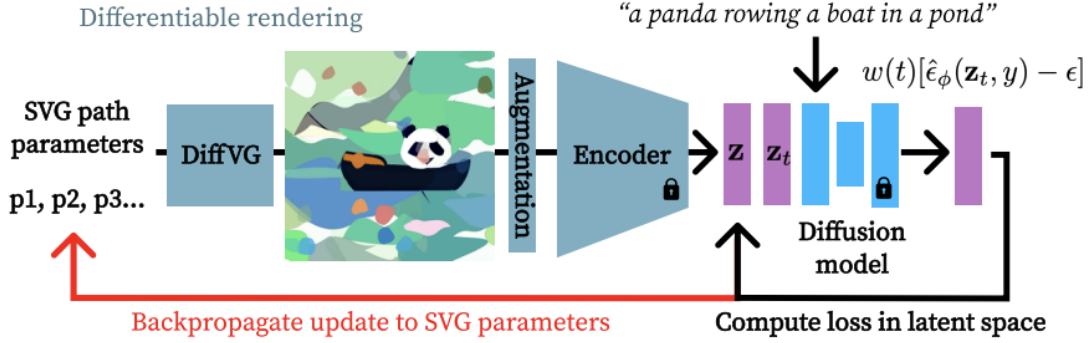 Differentiable rendering
“a panda rowing a boat in a pond”
w(t)[ε̂_ϕ(z_t, y) − ϵ]
SVG path
parameters
p1, p2, p3...
DiffVG
Augmentation
Encoder
z
z_t
Diffusion
model
Backpropagate update to SVG parameters
Compute loss in latent space